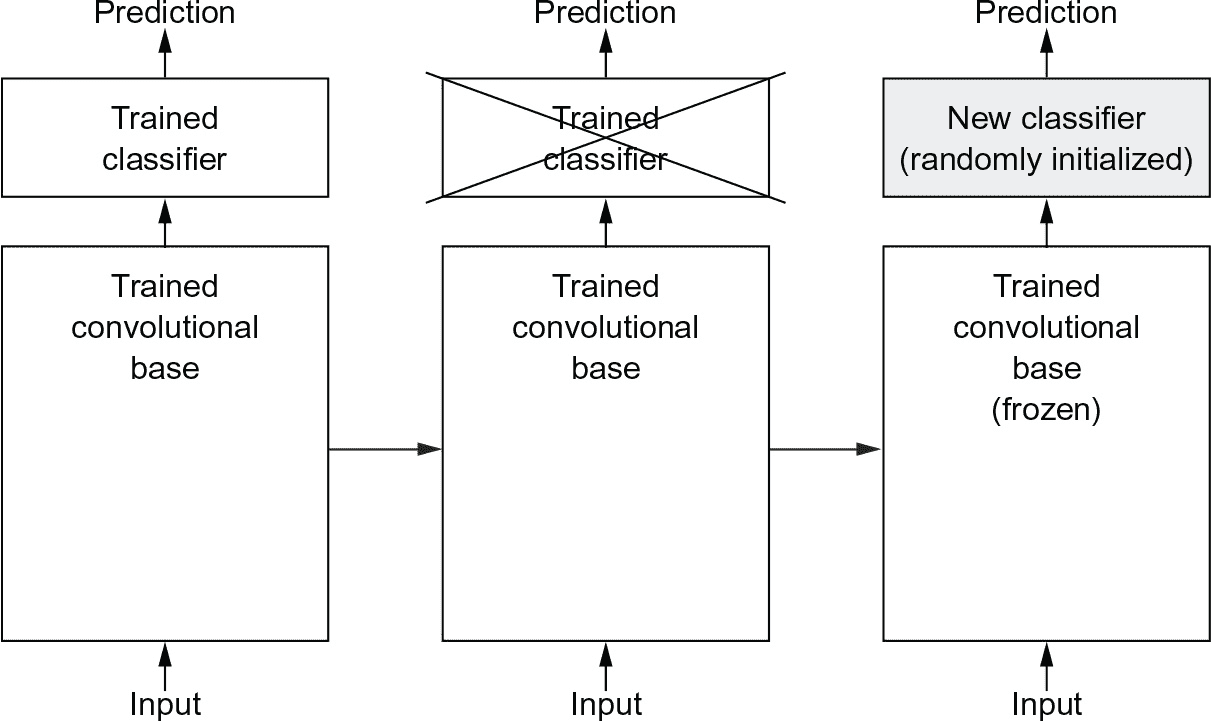 Prediction
Trained
classifier
Trained
convolutional
base
Input
Prediction
Trained
classifier
Trained
convolutional
base
Input
Prediction
New classifier
(randomly initialized)
Trained
convolutional
base
(frozen)
Input